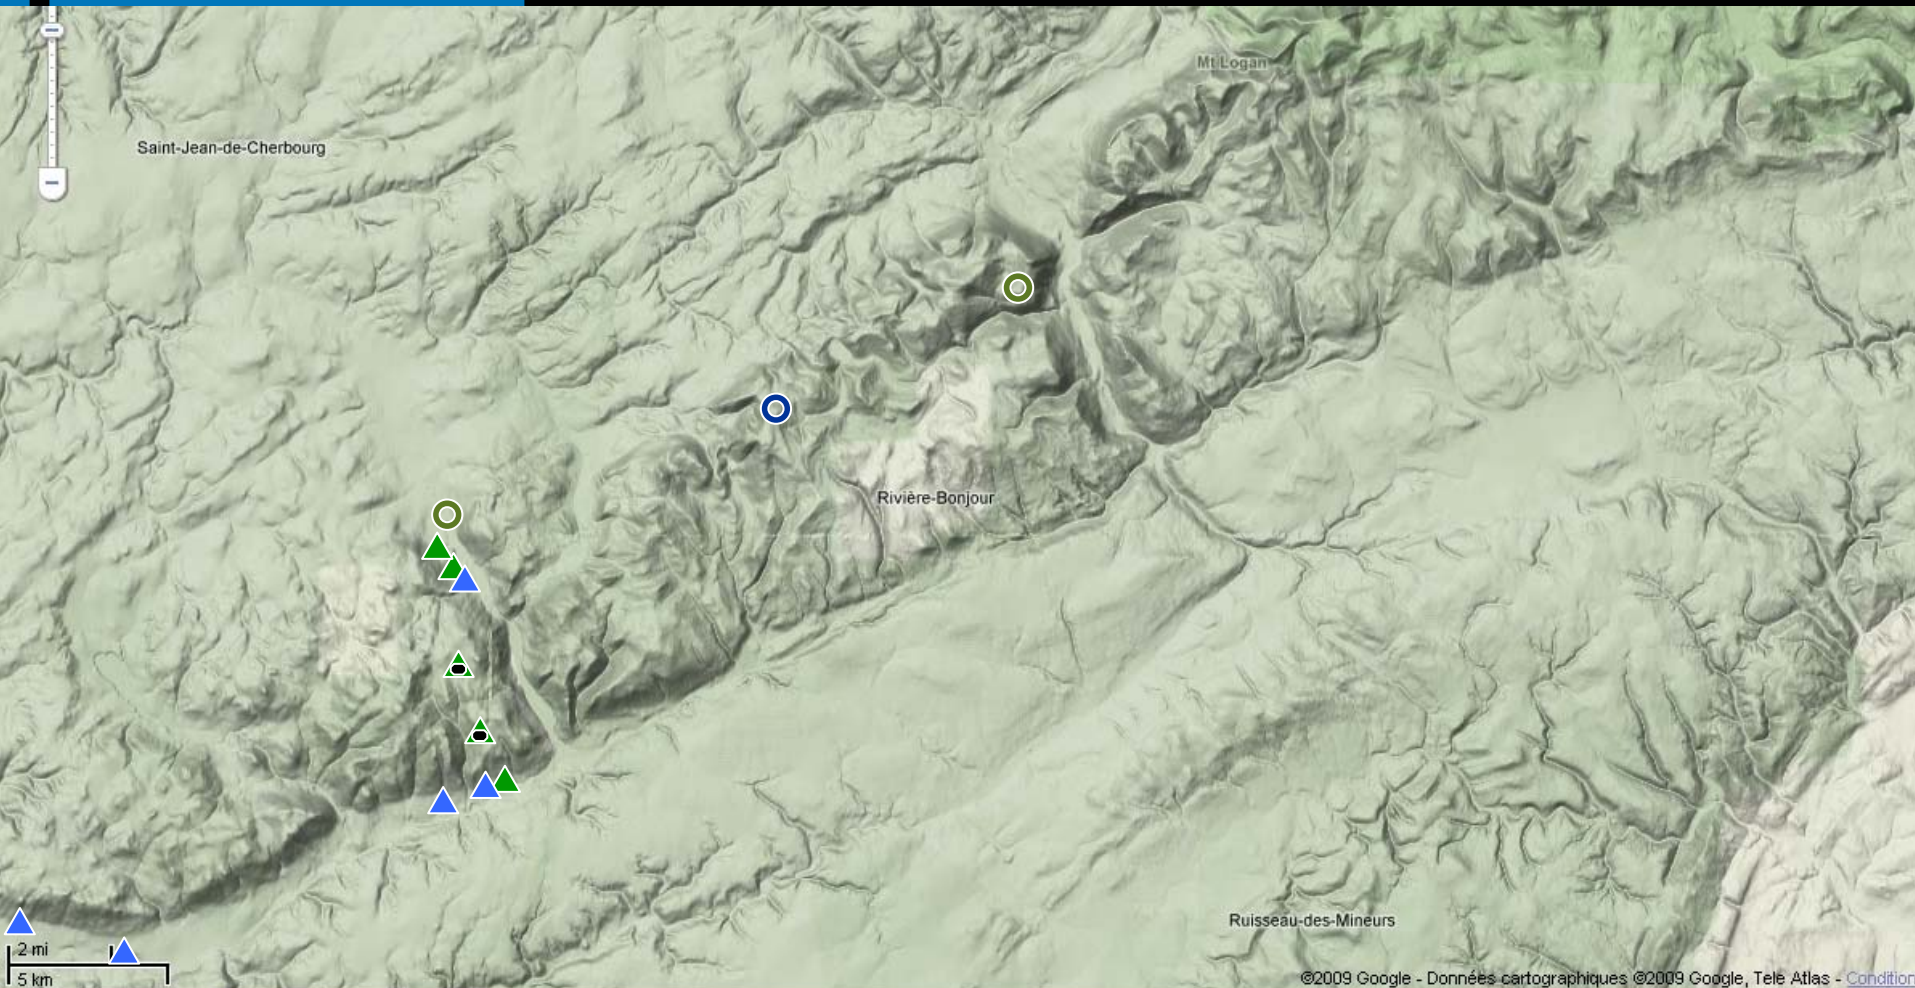 Mt Logan
Saint-Jean-de-Cherbourg
Rivière-Bonjour
Ruisseau-des-Mineurs
2 mi
5 km
©2009 Google - Données cartographiques ©2009 Google, Tele Atlas - Condition